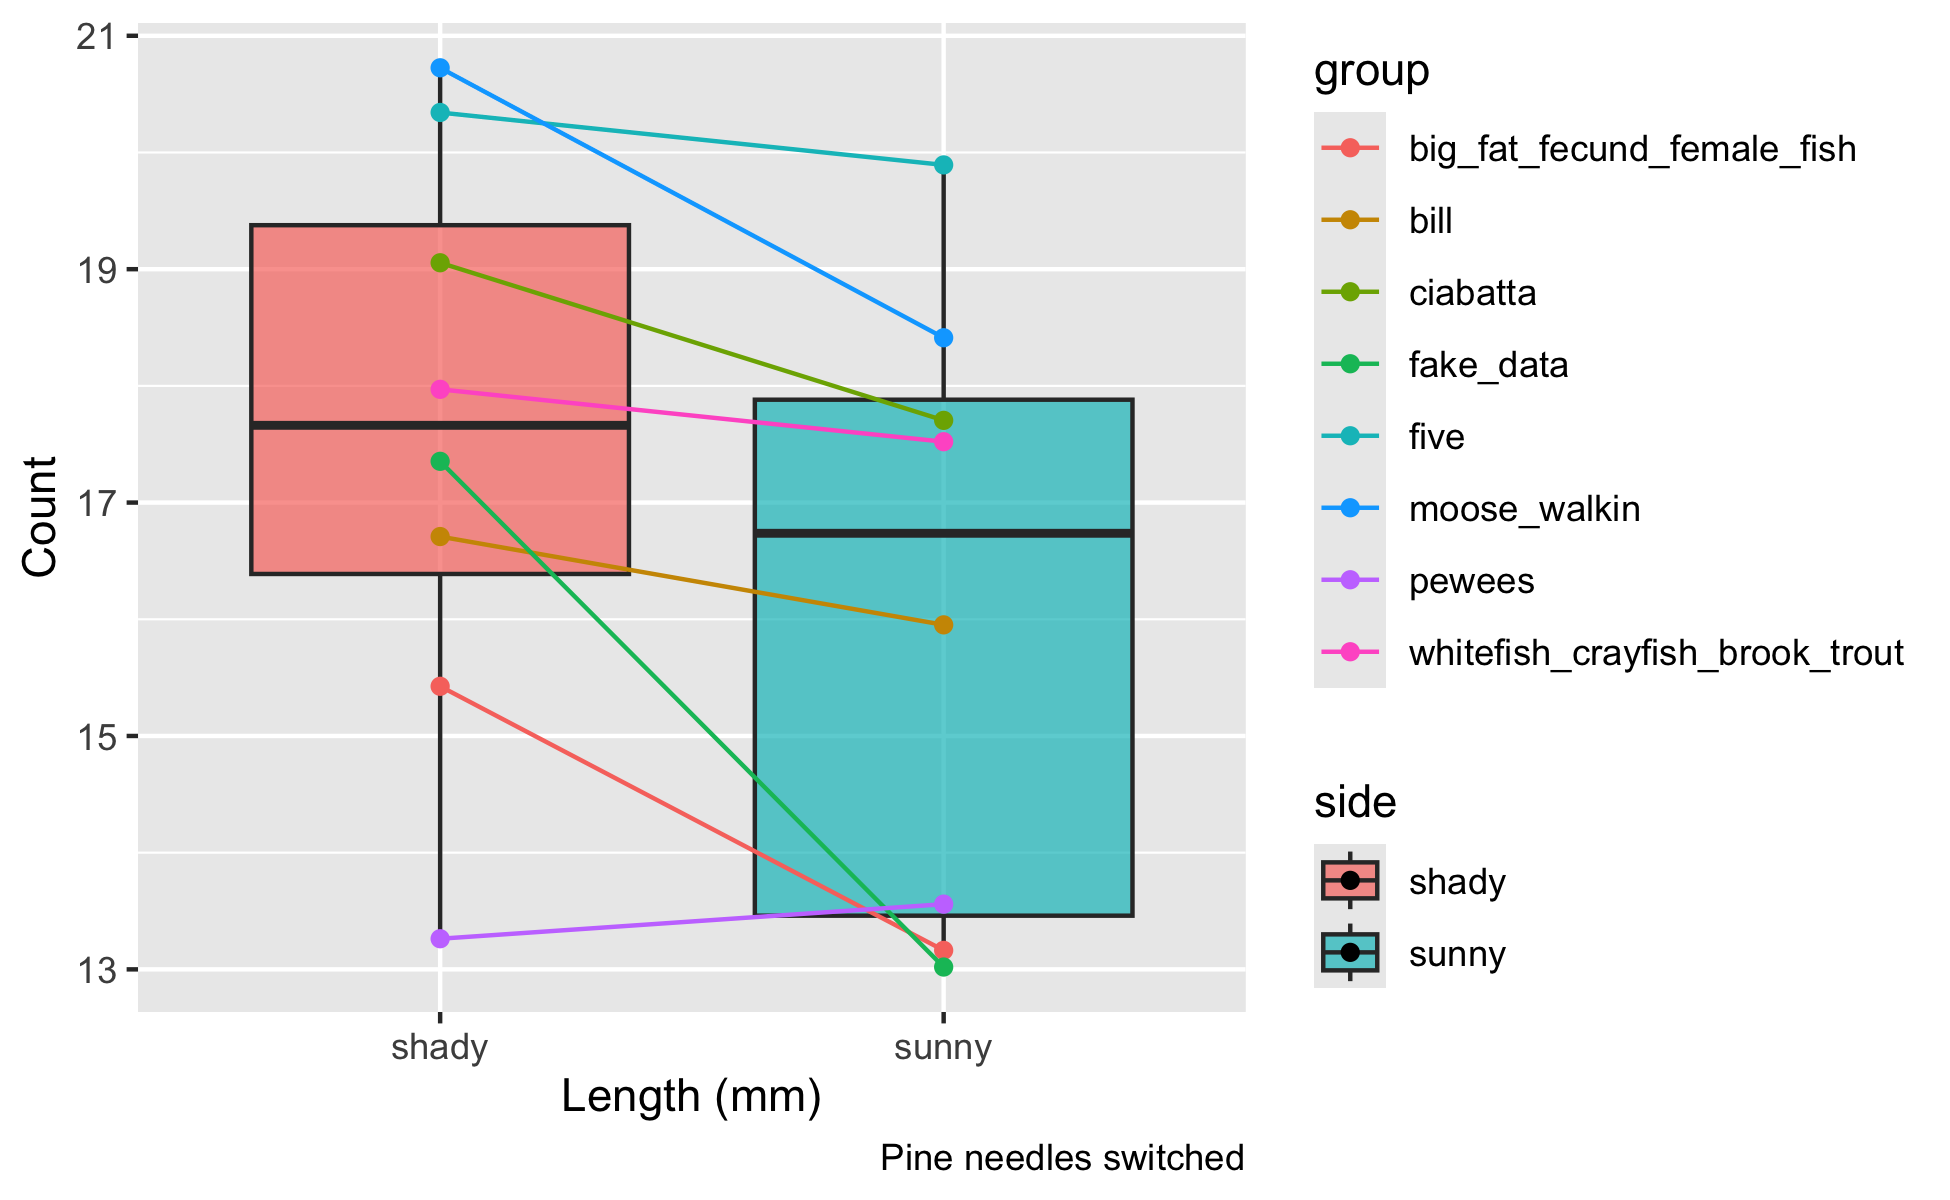 21
19
17
15
13
Count
shady
sunny
Length (mm)
Pine needles switched
group
big_fat_fecund_female_fish
bill
ciabatta
fake_data
five
moose_walkin
pewees
whitefish_crayfish_brook_trout
side
shady
sunny